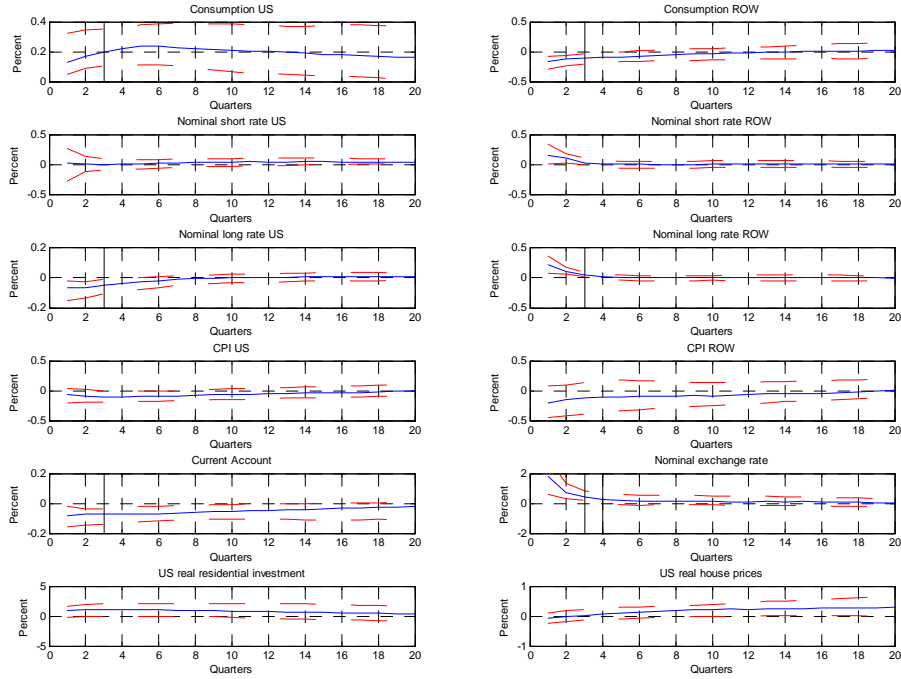 Consumption US
Percent
0.4
0.2
0
0 2 4 6 8 10 12 14 16 18 20
Quarters
Consumption ROW
Percent
0.5
0
-0.5
0 2 4 6 8 10 12 14 16 18 20
Quarters
Nominal short rate US
Percent
0.5
0
-0.5
0 2 4 6 8 10 12 14 16 18 20
Quarters
Nominal short rate ROW
Percent
0.5
0
-0.5
0 2 4 6 8 10 12 14 16 18 20
Quarters
Nominal long rate US
Percent
0.2
0
-0.2
0 2 4 6 8 10 12 14 16 18 20
Quarters
Nominal long rate ROW
Percent
0.5
0
-0.5
0 2 4 6 8 10 12 14 16 18 20
Quarters
CPI US
Percent
0.5
0
-0.5
0 2 4 6 8 10 12 14 16 18 20
Quarters
CPI ROW
Percent
0.5
0
-0.5
0 2 4 6 8 10 12 14 16 18 20
Quarters
Current Account
Percent
0.2
0
-0.2
0 2 4 6 8 10 12 14 16 18 20
Quarters
Nominal exchange rate
Percent
2
0
-2
0 2 4 6 8 10 12 14 16 18 20
Quarters
US real residential investment
Percent
5
0
-5
0 2 4 6 8 10 12 14 16 18 20
Quarters
US real house prices
Percent
1
0
-1
0 2 4 6 8 10 12 14 16 18 20
Quarters